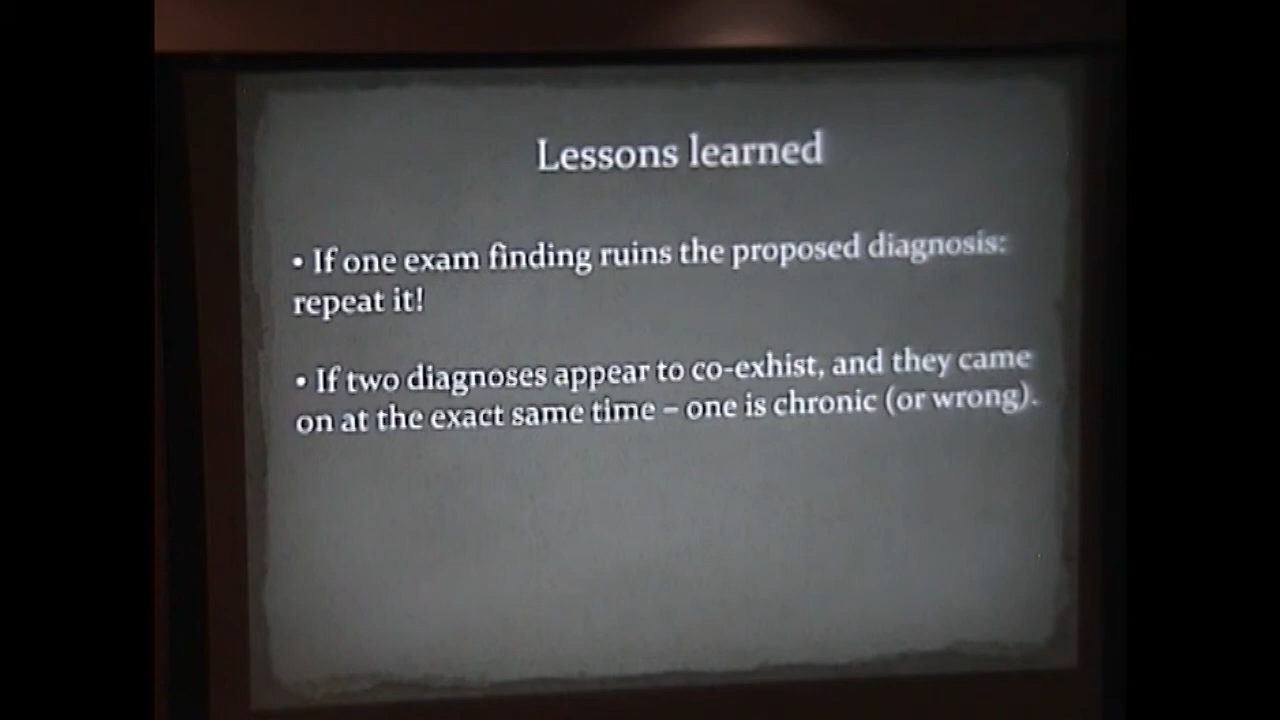 Lessons learned
• If one exam finding ruins the proposed diagnosis:
repeat it!
• If two diagnoses appear to co-exhist, and they came
on at the exact same time – one is chronic (or wrong).